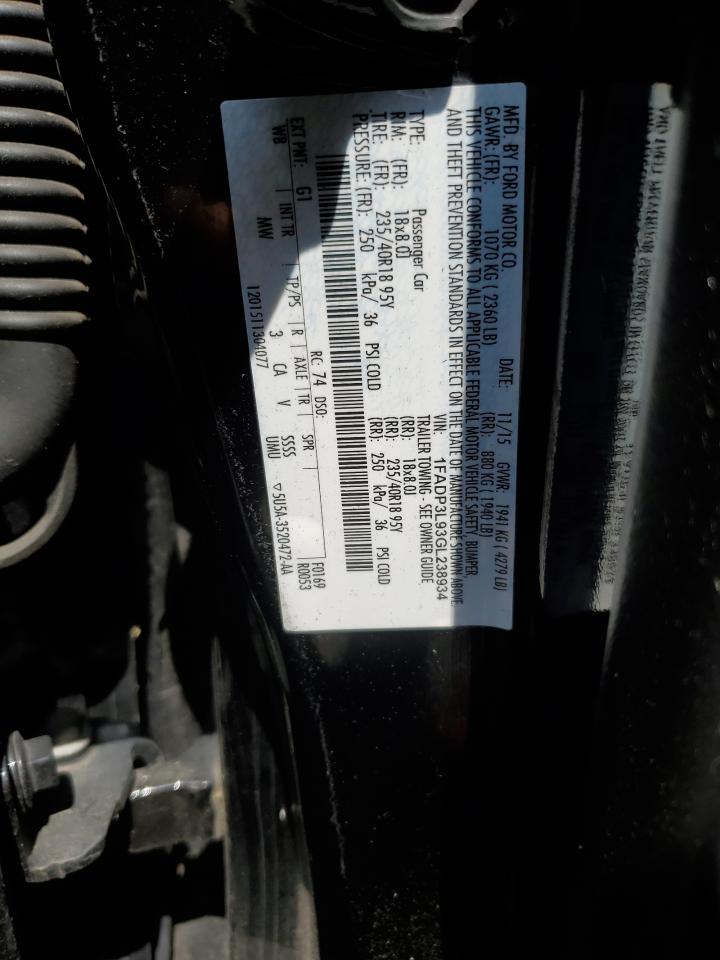 MFD. BY FORD MOTOR CO.
DATE: 11/15 GVWR: 1941 KG ( 4279 LB)
GAWR: (FR): 1070 KG ( 2360 LB) (RR): 880 KG ( 1940 LB)
THIS VEHICLE CONFORMS TO ALL APPLICABLE FEDERAL MOTOR VEHICLE SAFETY, BUMPER,
AND THEFT PREVENTION STANDARDS IN EFFECT ON THE DATE OF MANUFACTURE SHOWN ABOVE.
VIN: 1FADP3L93GL238934
TYPE: Passenger Car TRAILER TOWING - SEE OWNER GUIDE
RIM: (FR): 18x8.0J (RR): 18x8.0J
TIRE: (FR): 235/40R18 95Y (RR): 235/40R18 95Y
PRESSURE: (FR): 250 kPa/ 36 PSI COLD (RR): 250 kPa/ 36 PSI COLD
EXT PNT: G1 RC: 74 DSO: F0169
WB INT TR TP/PS R AXLE TR SPR R0053
MW 3 CA V SSSS
1201511304077 UMU ▽5U5A-3520472-AA